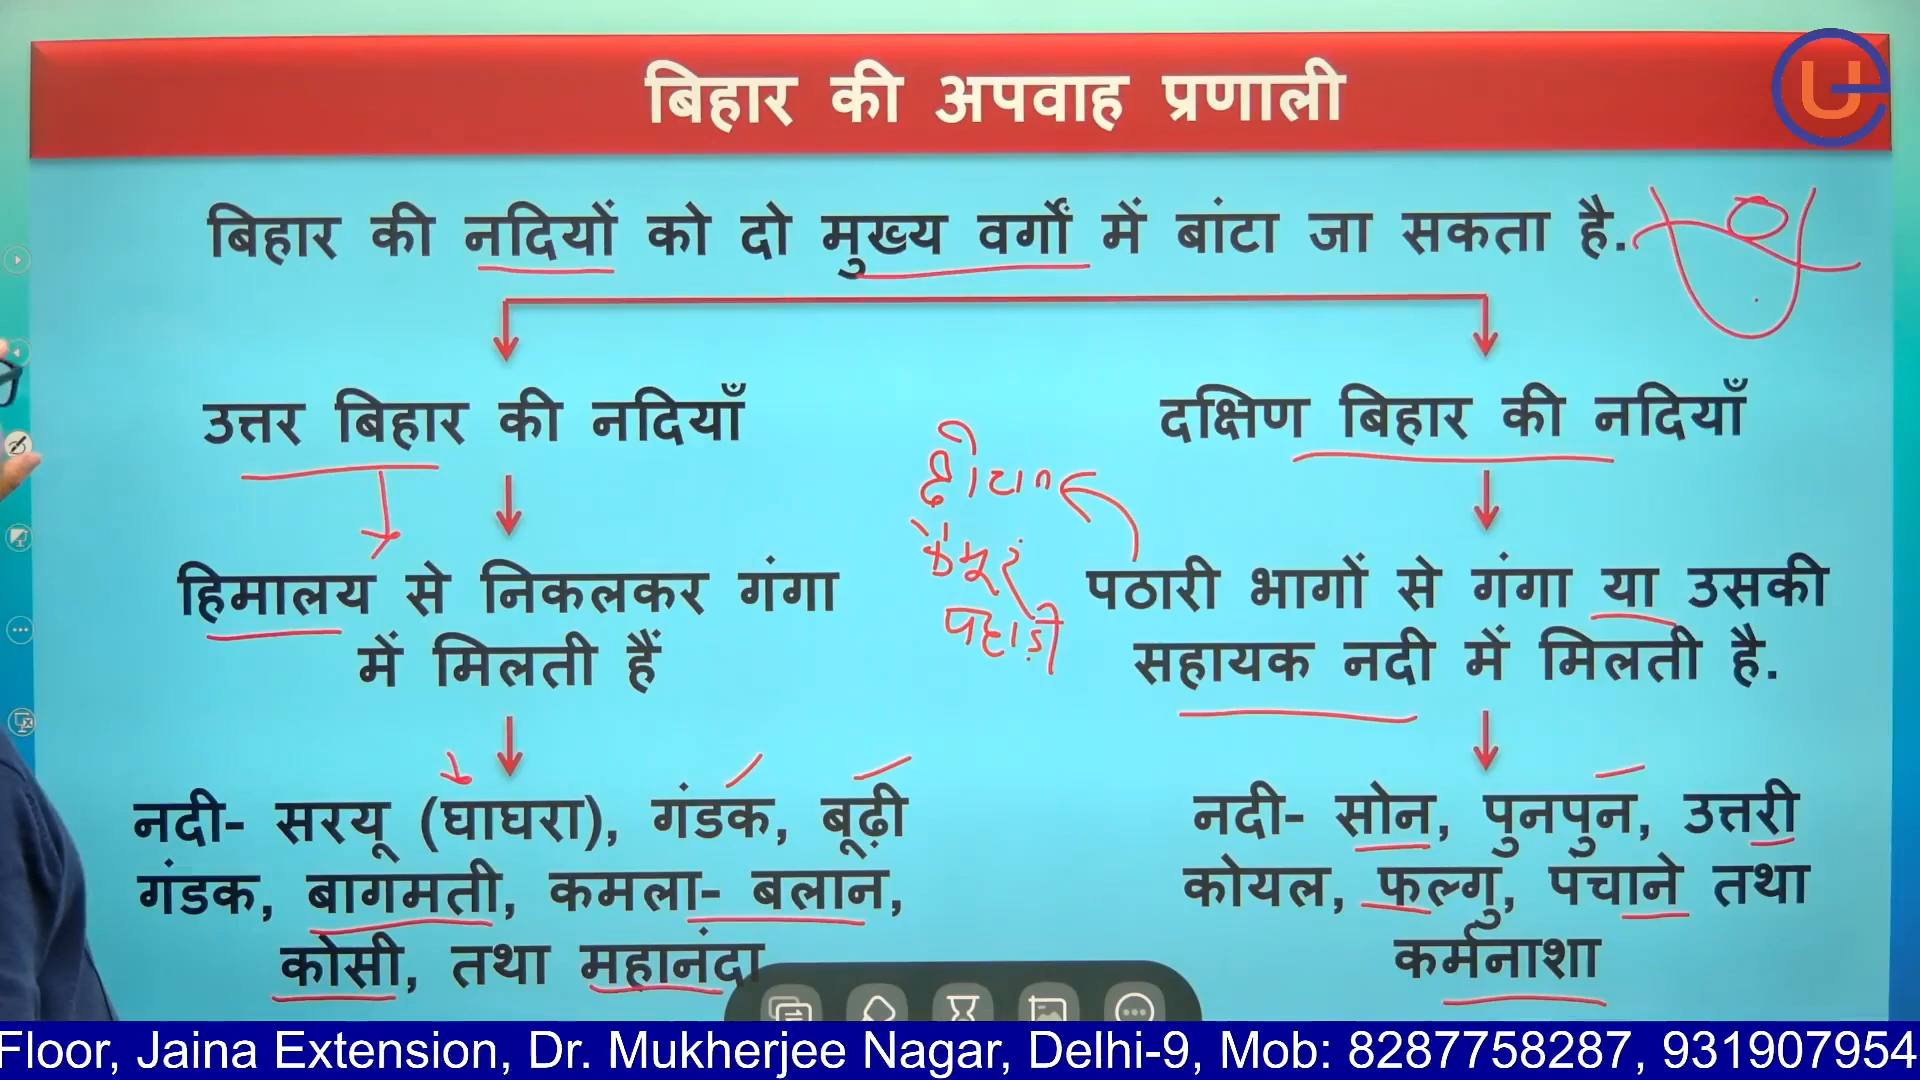 बिहार की अपवाह प्रणाली
बिहार की नदियों को दो मुख्य वर्गों में बांटा जा सकता है.
उत्तर बिहार की नदियाँ
हिमालय से निकलकर गंगा
में मिलती हैं
नदी- सरयू (घाघरा), गंडक, बूढ़ी
गंडक, बागमती, कमला- बलान,
कोसी, तथा महानंदा
दक्षिण बिहार की नदियाँ
पठारी भागों से गंगा या उसकी
सहायक नदी में मिलती है.
नदी- सोन, पुनपुन, उत्तरी
कोयल, फल्गु, पंचाने तथा
कर्मनाशा
पहाड़ी
Floor, Jaina Extension, Dr. Mukherjee Nagar, Delhi-9, Mob: 8287758287, 931907954